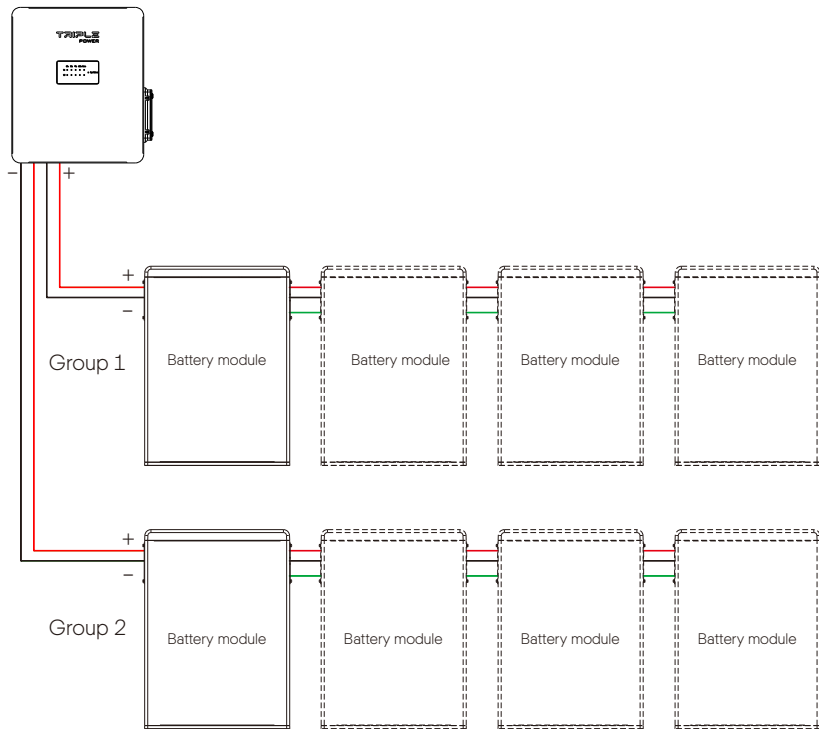 TRIPLE
POWER
− +
+
−
Group 1
Battery module Battery module Battery module Battery module
+
−
Group 2
Battery module Battery module Battery module Battery module